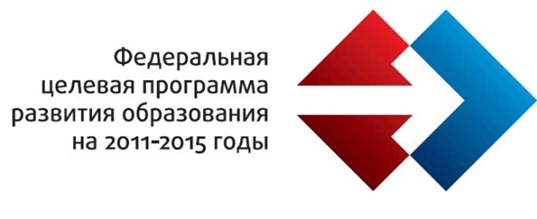 Федеральная
целевая программа
развития образования
на 2011-2015 годы